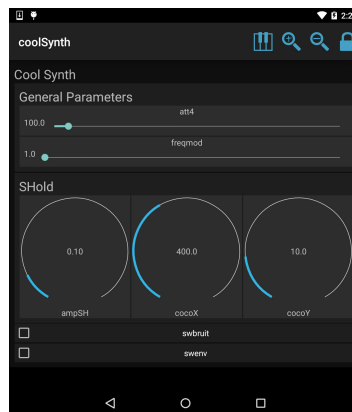 coolSynth
Cool Synth
General Parameters
att4
100.0
freqmod
1.0
SHold
0.10 400.0 10.0
ampSH cocoX cocoY
swbruit
swenv